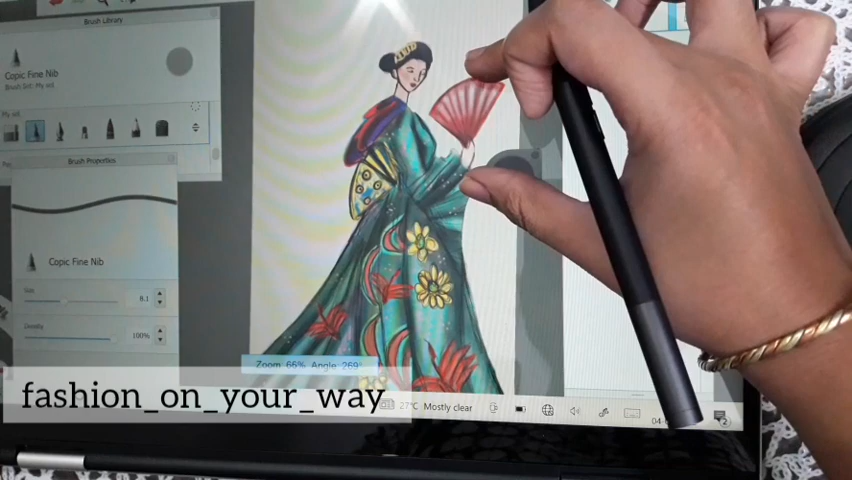 Brush Library
Copic Fine Nib
Brush Set: My set
My set
Brush Properties
Copic Fine Nib
Size
8.1
Density
100%
Zoom 66% Angle 269°
fashion_on_your_way
27°C Mostly clear
2